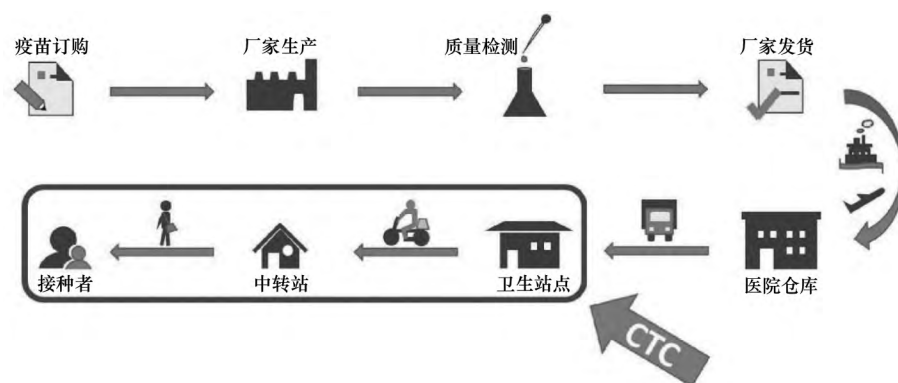 疫苗订购
厂家生产
质量检测
厂家发货
接种者
中转站
卫生站点
医院仓库
CTC